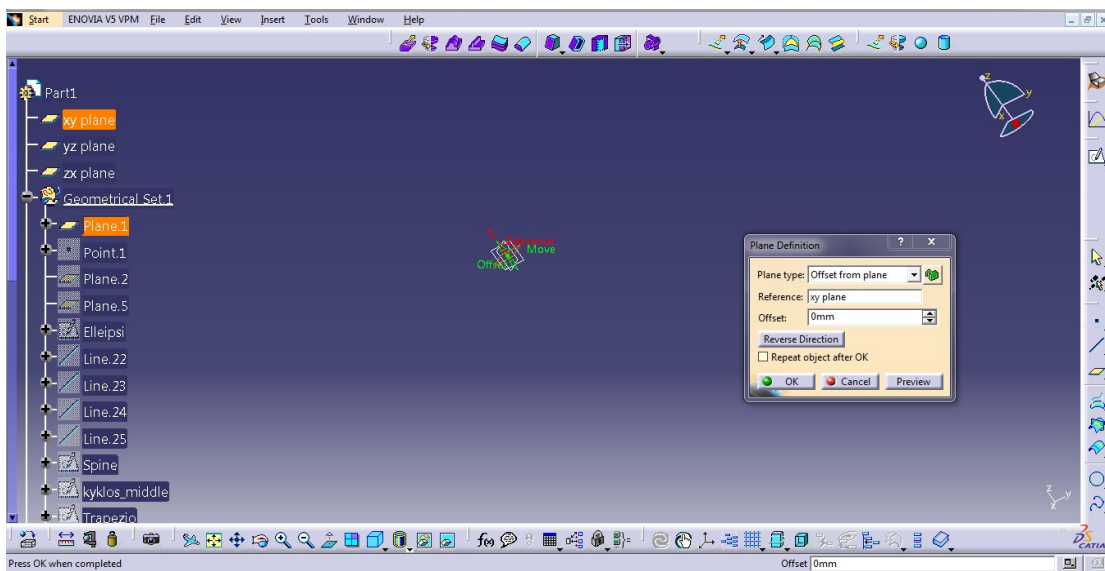 Start ENOVIA V5 VPM File Edit View Insert Tools Window Help
Part1
xy plane
yz plane
zx plane
Geometrical Set.1
Plane.1
Point.1
Plane.2
Plane.5
Elleipsi
Line.22
Line.23
Line.24
Line.25
Spine
kyklos_middle
Trapezio
z
y
x
Move
Offset
Plane Definition ? X
Plane type: Offset from plane
Reference: xy plane
Offset: 0mm
Reverse Direction
Repeat object after OK
OK Cancel Preview
z
y
x
f(x)
CATIA
Press OK when completed Offset 0mm